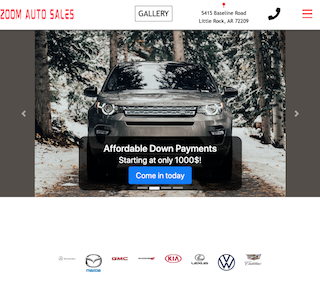 ZOOM AUTO SALES
GALLERY
5415 Baseline Road
Little Rock, AR 72209
Affordable Down Payments
Starting at only 1000$!
Come in today
mazda
GMC
KIA
LEXUS
Cadillac